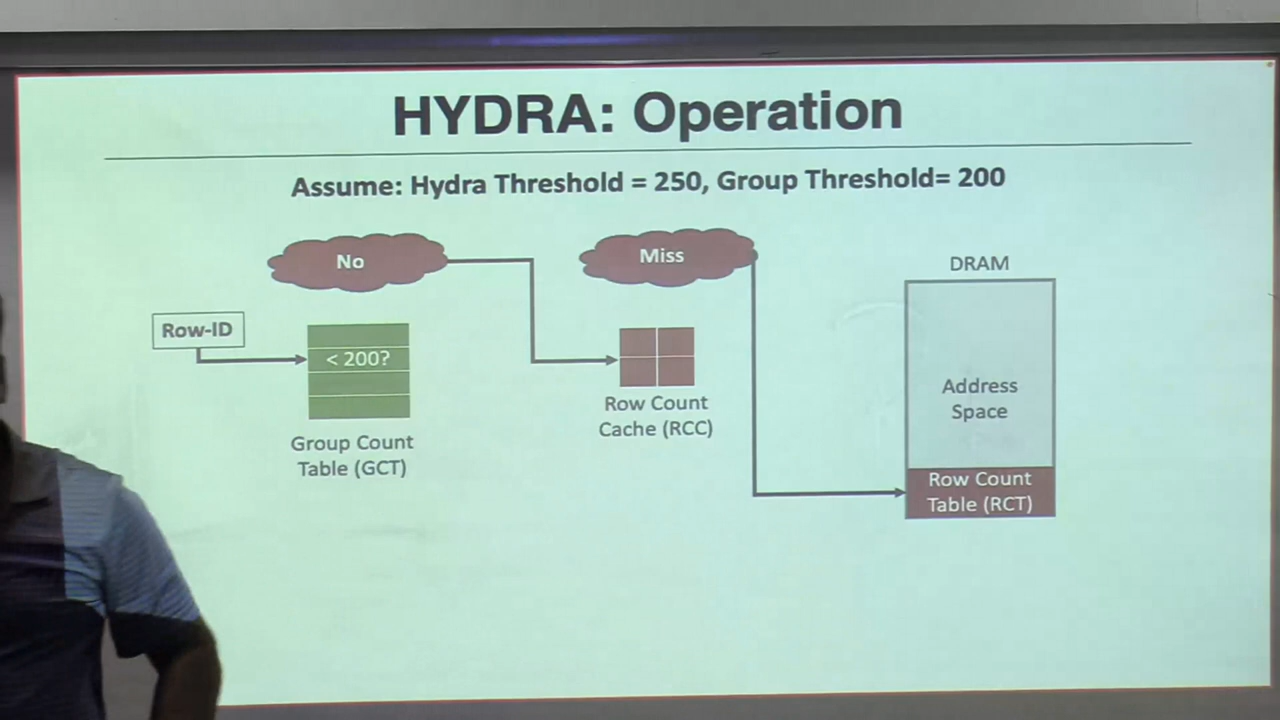 HYDRA: Operation
Assume: Hydra Threshold = 250, Group Threshold= 200
No
Miss
DRAM
Row-ID
< 200?
Address
Space
Row Count
Cache (RCC)
Group Count
Table (GCT)
Row Count
Table (RCT)